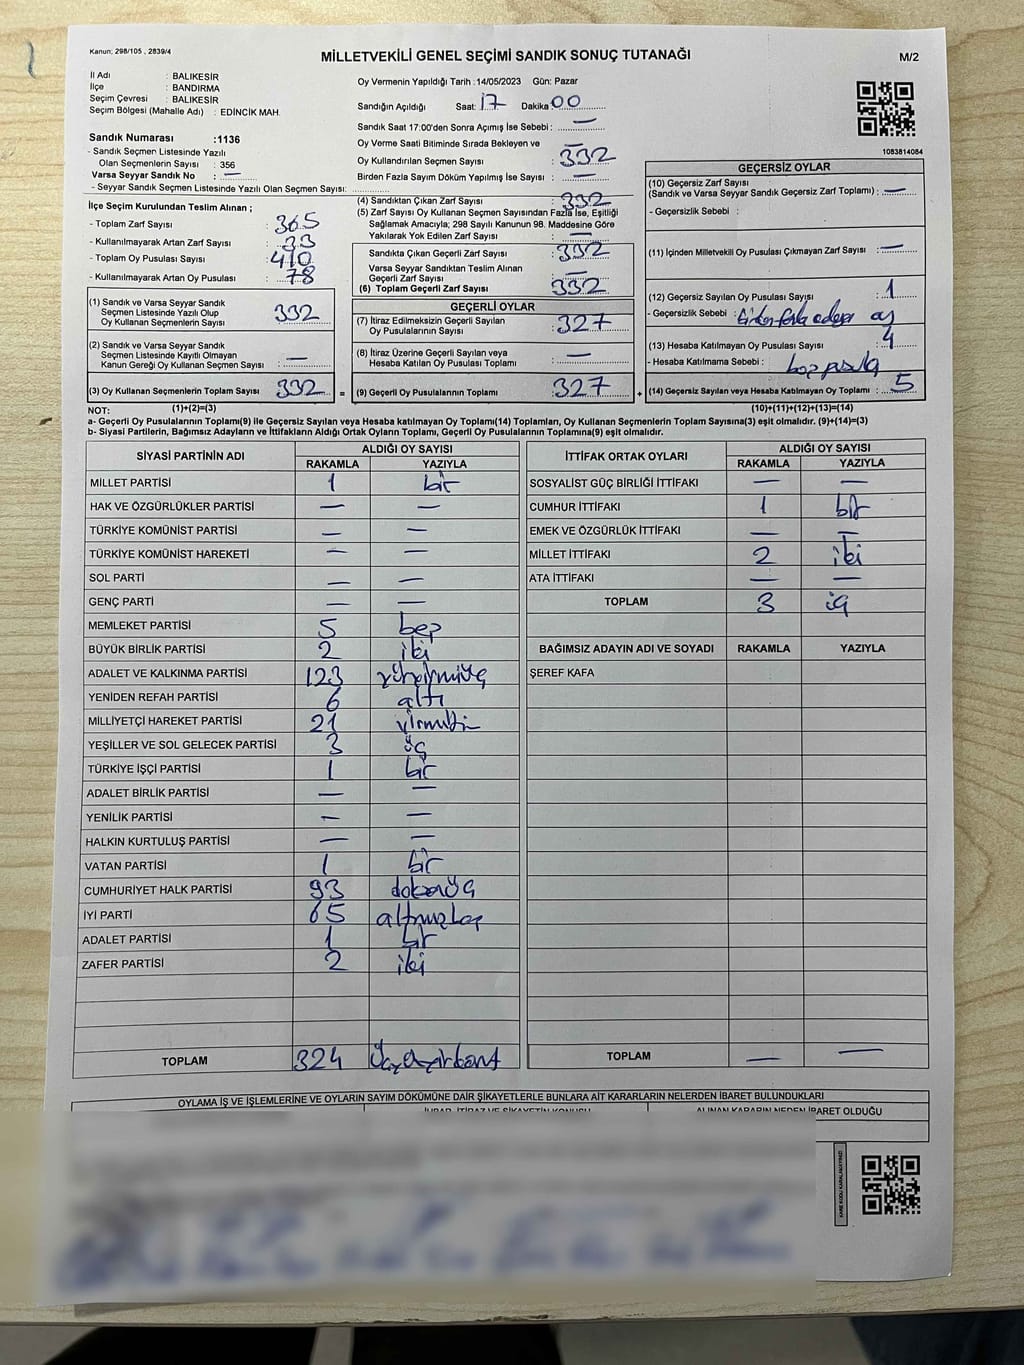 Kanun: 298/105 , 2839/4
MİLLETVEKİLİ GENEL SEÇİMİ SANDIK SONUÇ TUTANAĞI
M/2
İl Adı : BALIKESİR
İlçe : BANDIRMA
Seçim Çevresi : BALIKESİR
Seçim Bölgesi (Mahalle Adı) : EDİNCİK MAH.
Sandık Numarası :1136
- Sandık Seçmen Listesinde Yazılı
Olan Seçmenlerin Sayısı : 356
Varsa Seyyar Sandık No : —
- Seyyar Sandık Seçmen Listesinde Yazılı Olan Seçmen Sayısı:
Oy Vermenin Yapıldığı Tarih :14/05/2023 Gün: Pazar
Sandığın Açıldığı Saat: 17 Dakika: 00
Sandık Saat 17:00'den Sonra Açımış İse Sebebi : —
Oy Verme Saati Bitiminde Sırada Bekleyen ve
Oy Kullandırılan Seçmen Sayısı : 332
Birden Fazla Sayım Döküm Yapılmış İse Sayısı : —
1083814084
İlçe Seçim Kurulundan Teslim Alınan ;
- Toplam Zarf Sayısı : 365
- Kullanılmayarak Artan Zarf Sayısı : 33
- Toplam Oy Pusulası Sayısı : 410
- Kullanılmayarak Artan Oy Pusulası : 78
(1) Sandık ve Varsa Seyyar Sandık
Seçmen Listesinde Yazılı Olup
Oy Kullanan Seçmenlerin Sayısı : 332
(2) Sandık ve Varsa Seyyar Sandık
Seçmen Listesinde Kayıtlı Olmayan
Kanun Gereği Oy Kullanan Seçmen Sayısı : —
(3) Oy Kullanan Seçmenlerin Toplam Sayısı : 332
(4) Sandıktan Çıkan Zarf Sayısı : 332
(5) Zarf Sayısı Oy Kullanan Seçmen Sayısından Fazla İse, Eşitliği
Sağlamak Amacıyla; 298 Sayılı Kanunun 98. Maddesine Göre
Yakılarak Yok Edilen Zarf Sayısı : —
Sandıkta Çıkan Geçerli Zarf Sayısı : 332
Varsa Seyyar Sandıktan Teslim Alınan
Geçerli Zarf Sayısı : —
(6) Toplam Geçerli Zarf Sayısı : 332
GEÇERLİ OYLAR
(7) İtiraz Edilmeksizin Geçerli Sayılan
Oy Pusulalarının Sayısı : 327
(8) İtiraz Üzerine Geçerli Sayılan veya
Hesaba Katılan Oy Pusulası Toplamı : —
= (9) Geçerli Oy Pusulalarının Toplamı : 327
GEÇERSİZ OYLAR
(10) Geçersiz Zarf Sayısı
(Sandık ve Varsa Seyyar Sandık Geçersiz Zarf Toplamı) : —
- Geçersizlik Sebebi :
(11) İçinden Milletvekili Oy Pusulası Çıkmayan Zarf Sayısı : —
(12) Geçersiz Sayılan Oy Pusulası Sayısı : 1
- Geçersizlik Sebebi : oy
(13) Hesaba Katılmayan Oy Pusulası Sayısı : 4
- Hesaba Katılmama Sebebi : boş pusula
+ (14) Geçersiz Sayılan veya Hesaba Katılmayan Oy Toplamı : 5
NOT: (1)+(2)=(3) (10)+(11)+(12)+(13)=(14)
a- Geçerli Oy Pusulalarının Toplamı(9) ile Geçersiz Sayılan veya Hesaba katılmayan Oy Toplamı(14) Toplamları, Oy Kullanan Seçmenlerin Toplam Sayısına(3) eşit olmalıdır. (9)+(14)=(3)
b- Siyasi Partilerin, Bağımsız Adayların ve İttifakların Aldığı Ortak Oyların Toplamı, Geçerli Oy Pusulalarının Toplamına(9) eşit olmalıdır.
SİYASİ PARTİNİN ADI ALDIĞI OY SAYISI
RAKAMLA YAZIYLA
MİLLET PARTİSİ 1 bir
HAK VE ÖZGÜRLÜKLER PARTİSİ — —
TÜRKİYE KOMÜNİST PARTİSİ — —
TÜRKİYE KOMÜNİST HAREKETİ — —
SOL PARTİ — —
GENÇ PARTİ — —
MEMLEKET PARTİSİ 5 beş
BÜYÜK BİRLİK PARTİSİ 2 iki
ADALET VE KALKINMA PARTİSİ 123 yüzyirmiüç
YENİDEN REFAH PARTİSİ 6 altı
MİLLİYETÇİ HAREKET PARTİSİ 21 yirmibir
YEŞİLLER VE SOL GELECEK PARTİSİ 3 üç
TÜRKİYE İŞÇİ PARTİSİ 1 bir
ADALET BİRLİK PARTİSİ — —
YENİLİK PARTİSİ — —
HALKIN KURTULUŞ PARTİSİ — —
VATAN PARTİSİ 1 bir
CUMHURİYET HALK PARTİSİ 93 doksanüç
İYİ PARTİ 65 altmışbeş
ADALET PARTİSİ 1 bir
ZAFER PARTİSİ 2 iki
TOPLAM 324 üçyüzyirmidört
İTTİFAK ORTAK OYLARI ALDIĞI OY SAYISI
RAKAMLA YAZIYLA
SOSYALİST GÜÇ BİRLİĞİ İTTİFAKI — —
CUMHUR İTTİFAKI 1 bir
EMEK VE ÖZGÜRLÜK İTTİFAKI — —
MİLLET İTTİFAKI 2 iki
ATA İTTİFAKI — —
TOPLAM 3 üç
BAĞIMSIZ ADAYIN ADI VE SOYADI RAKAMLA YAZIYLA
ŞEREF KAFA
TOPLAM — —
OYLAMA İŞ VE İŞLEMLERİNE VE OYLARIN SAYIM DÖKÜMÜNE DAİR ŞİKAYETLERLE BUNLARA AİT KARARLARIN NELERDEN İBARET BULUNDUKLARI
İHBAR, İTİRAZ VE ŞİKAYETİN KONUSU ALINAN KARARIN NEDEN İBARET OLDUĞU
KARE KODU KARALAMAYINIZ!